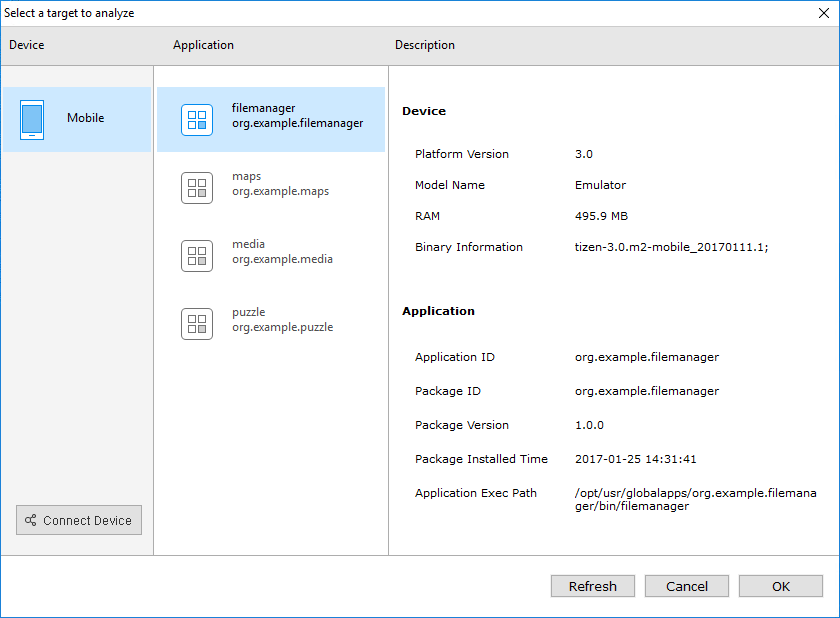 Select a target to analyze
Device
Application
Description
Mobile
filemanager
org.example.filemanager
maps
org.example.maps
media
org.example.media
puzzle
org.example.puzzle
Connect Device
Device
Platform Version 3.0
Model Name Emulator
RAM 495.9 MB
Binary Information tizen-3.0.m2-mobile_20170111.1;
Application
Application ID org.example.filemanager
Package ID org.example.filemanager
Package Version 1.0.0
Package Installed Time 2017-01-25 14:31:41
Application Exec Path /opt/usr/globalapps/org.example.filemana
ger/bin/filemanager
Refresh
Cancel
OK